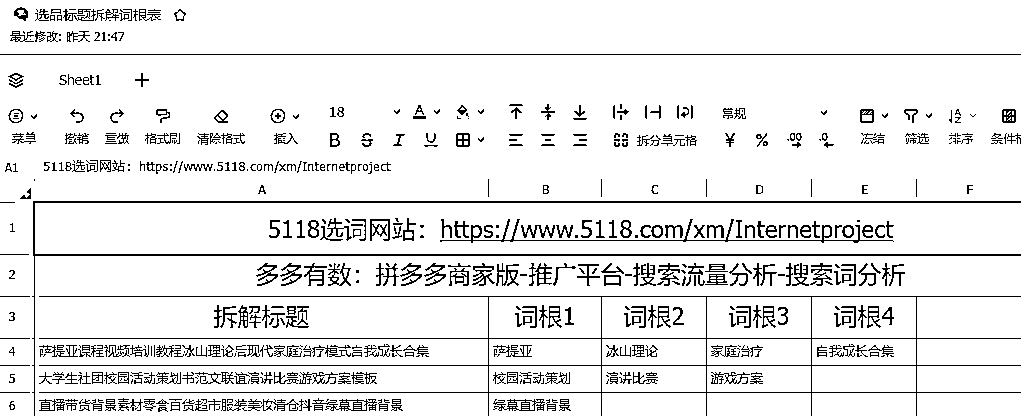 选品标题拆解词根表
最近修改: 昨天 21:47
Sheet1
18
常规
菜单 撤销 重做 格式刷 清除格式 插入 B S I U 拆分单元格 ¥ % .00 .0 冻结 筛选 排序 条件格
A1 5118选词网站：https://www.5118.com/xm/Internetproject
A B C D E F
1 5118选词网站：https://www.5118.com/xm/Internetproject
2 多多有数：拼多多商家版-推广平台-搜索流量分析-搜索词分析
3 拆解标题 词根1 词根2 词根3 词根4
4 萨提亚课程视频培训教程冰山理论后现代家庭治疗模式自我成长合集 萨提亚 冰山理论 家庭治疗 自我成长合集
5 大学生社团校园活动策划书范文联谊演讲比赛游戏方案模板 校园活动策划 演讲比赛 游戏方案
6 直播带货背景素材零食百货超市服装美妆清仓抖音绿幕直播背景 绿幕直播背景